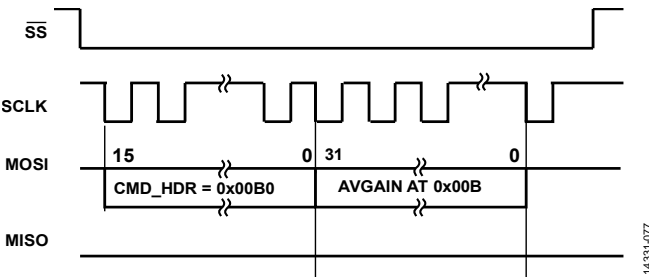 SS
SCLK
MOSI
15 0 31 0
CMD_HDR = 0x00B0 AVGAIN AT 0x00B
MISO
14331-077